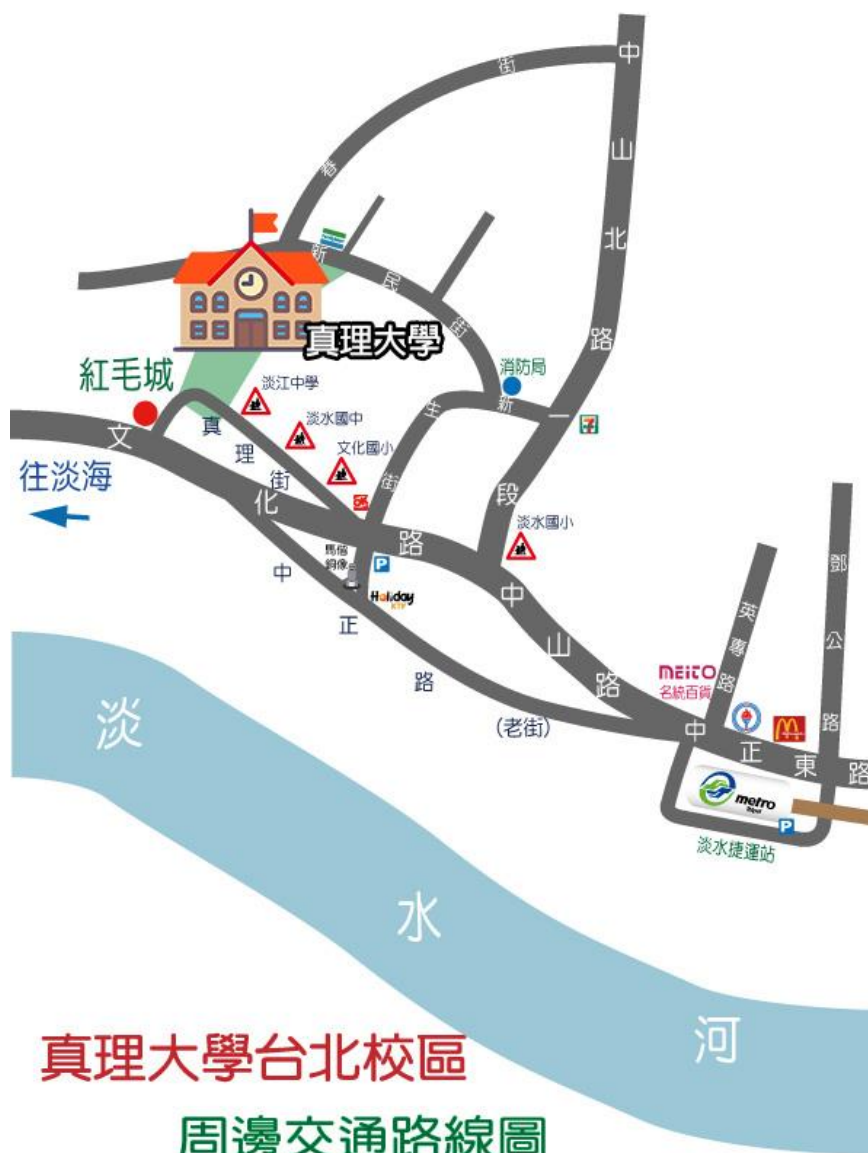 中山北路一段
春街
新民街
真理大學
消防局
紅毛城
淡江中學
真理街
淡水國中
文化國小
新生街
7
文化路
往淡海
淡水國小
馬偕
銅像
P
Holiday
KTV
中正路
中山路
英專路
鄧公路
MEITO
名統百貨
(老街)
中正東路
metro
Taipei
P
淡水捷運站
淡水河
真理大學台北校區
周邊交通路線圖